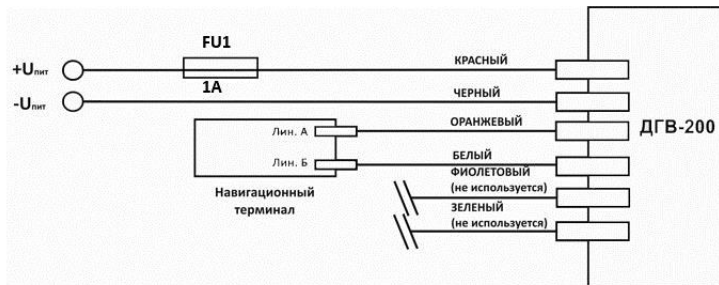 FU1
+Uпит
1А
КРАСНЫЙ
-Uпит
ЧЕРНЫЙ
ОРАНЖЕВЫЙ
ДГВ-200
Лин. А
БЕЛЫЙ
Лин. Б
ФИОЛЕТОВЫЙ
(не используется)
Навигационный
терминал
ЗЕЛЕНЫЙ
(не используется)